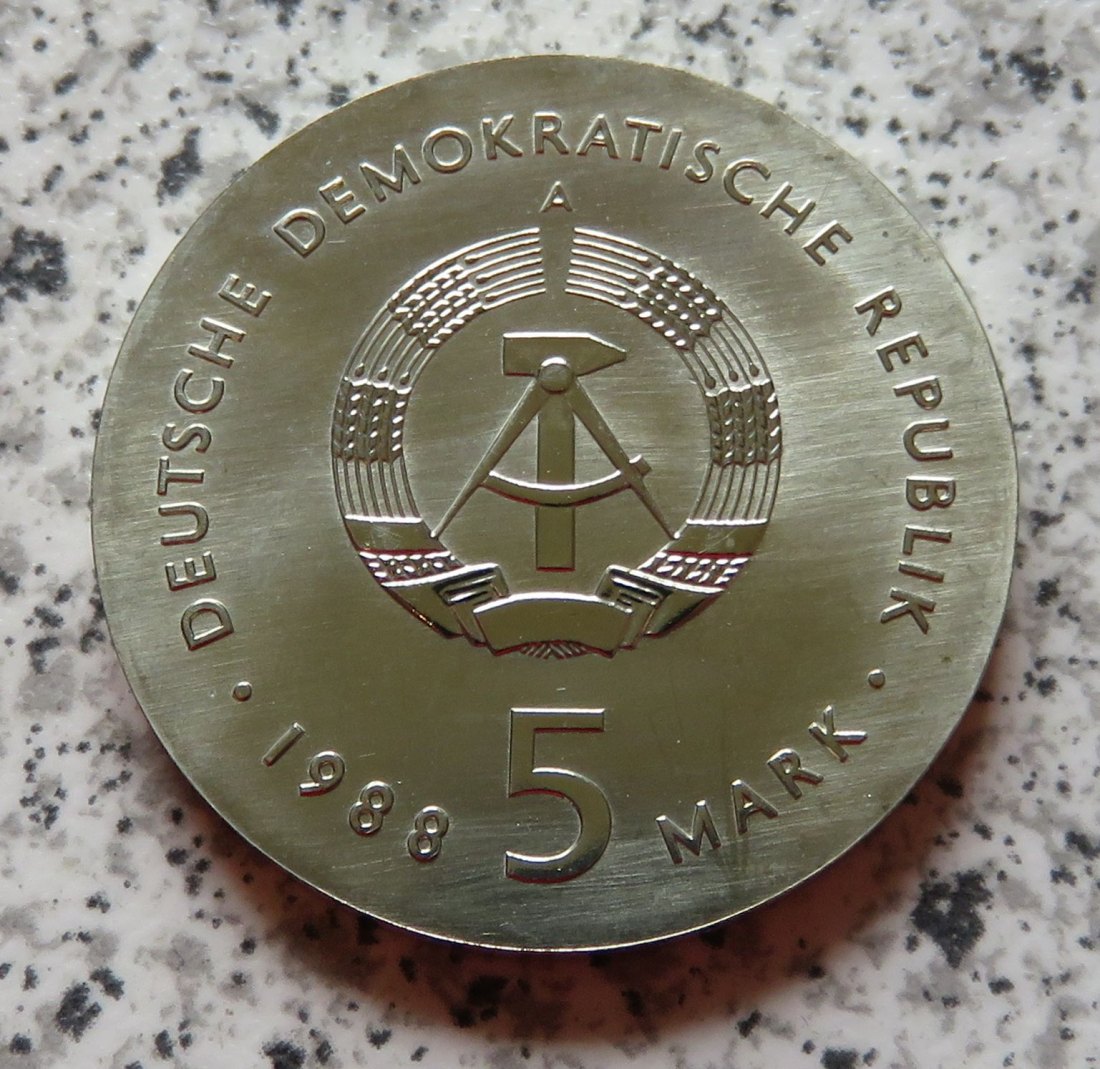 DEUTSCHE DEMOKRATISCHE REPUBLIK
A
· 1988 5 MARK ·